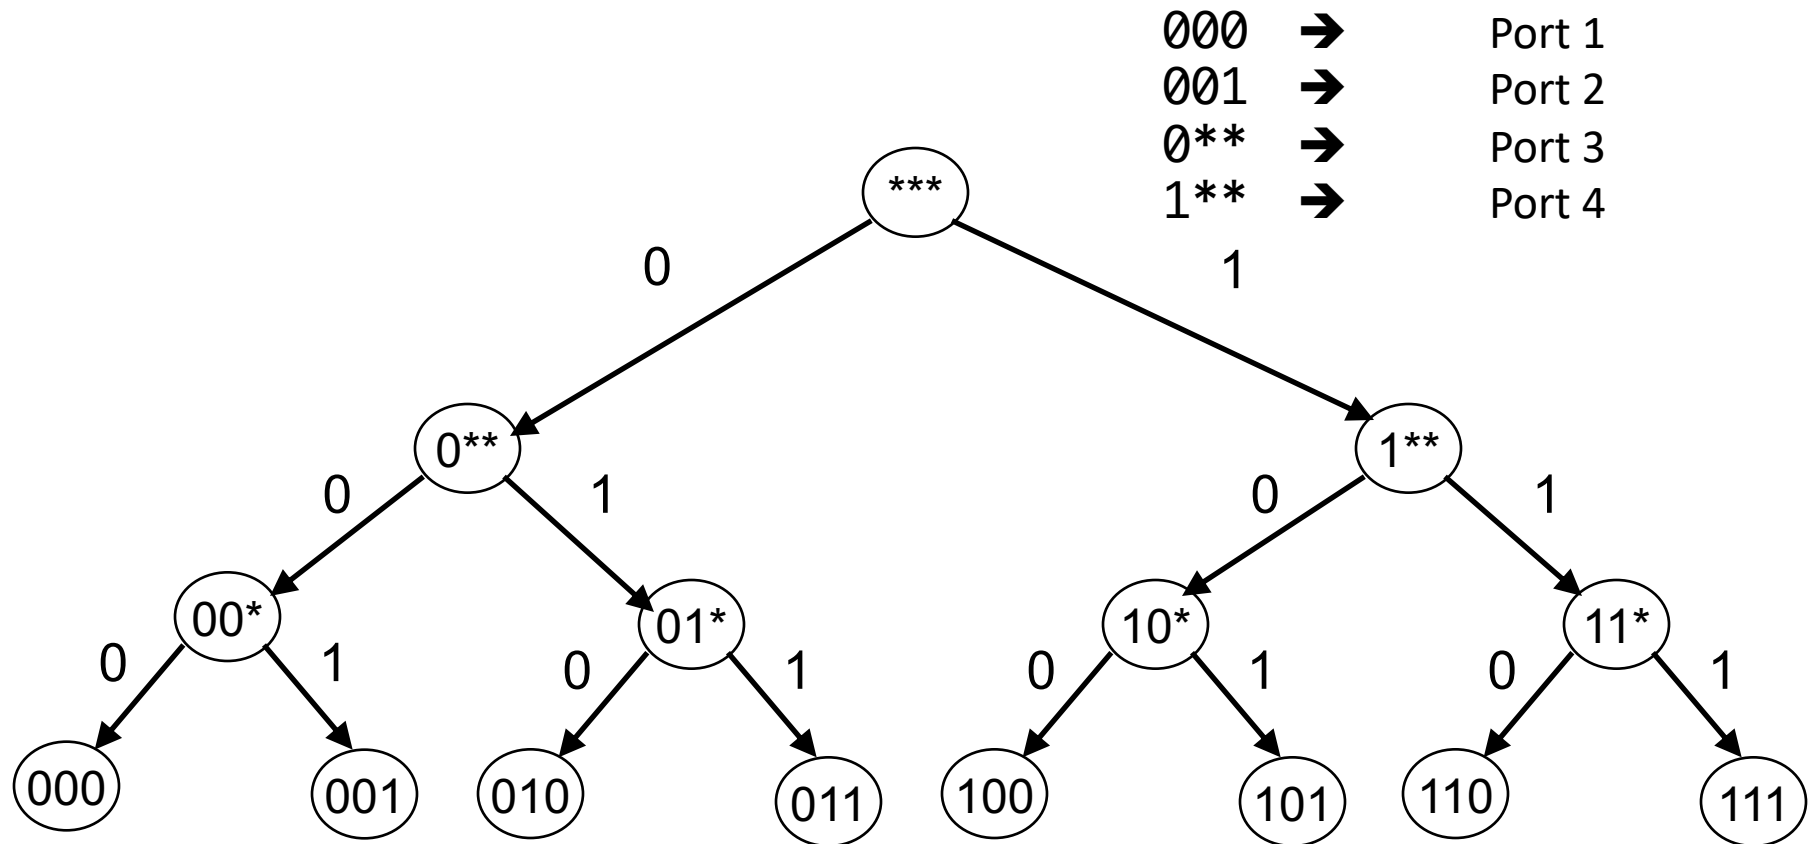 000 ➔ Port 1
001 ➔ Port 2
0** ➔ Port 3
1** ➔ Port 4
***
0 1
0** 1**
0 1 0 1
00* 01* 10* 11*
0 1 0 1 0 1 0 1
000 001 010 011 100 101 110 111